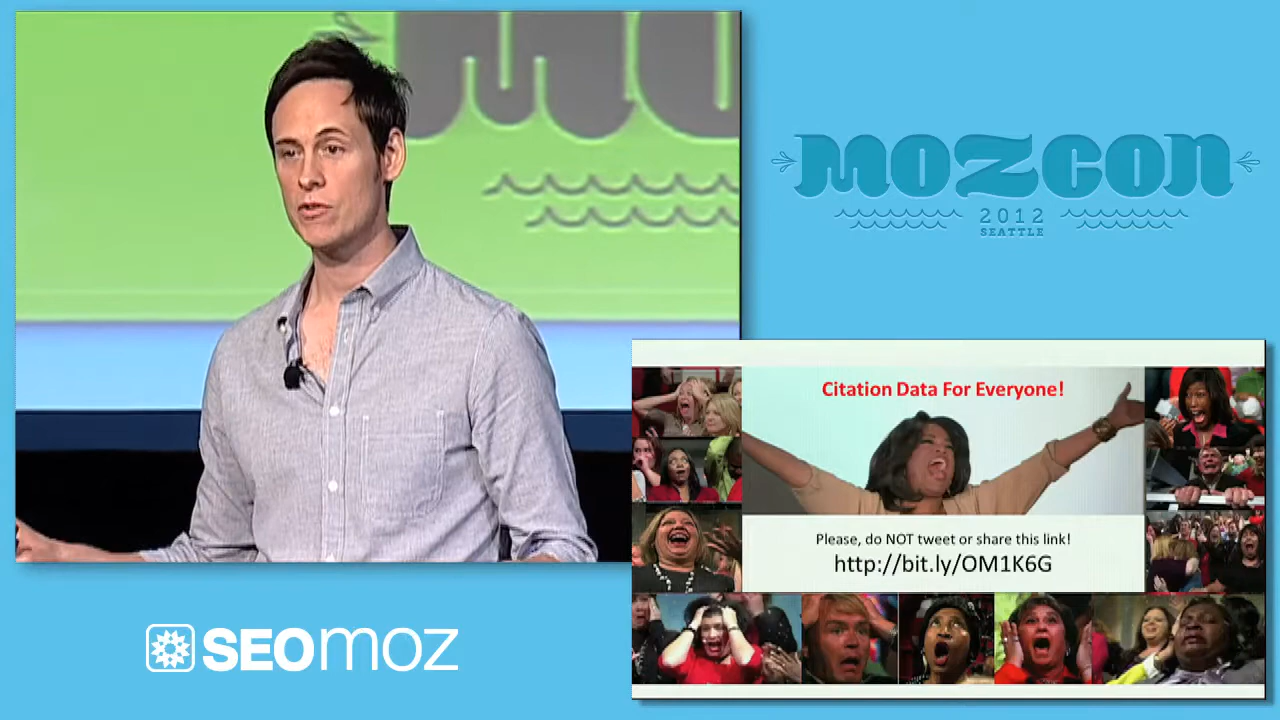 MOZCON
2012
SEATTLE
Citation Data For Everyone!
Please, do NOT tweet or share this link!
http://bit.ly/OM1K6G
SEOmoz